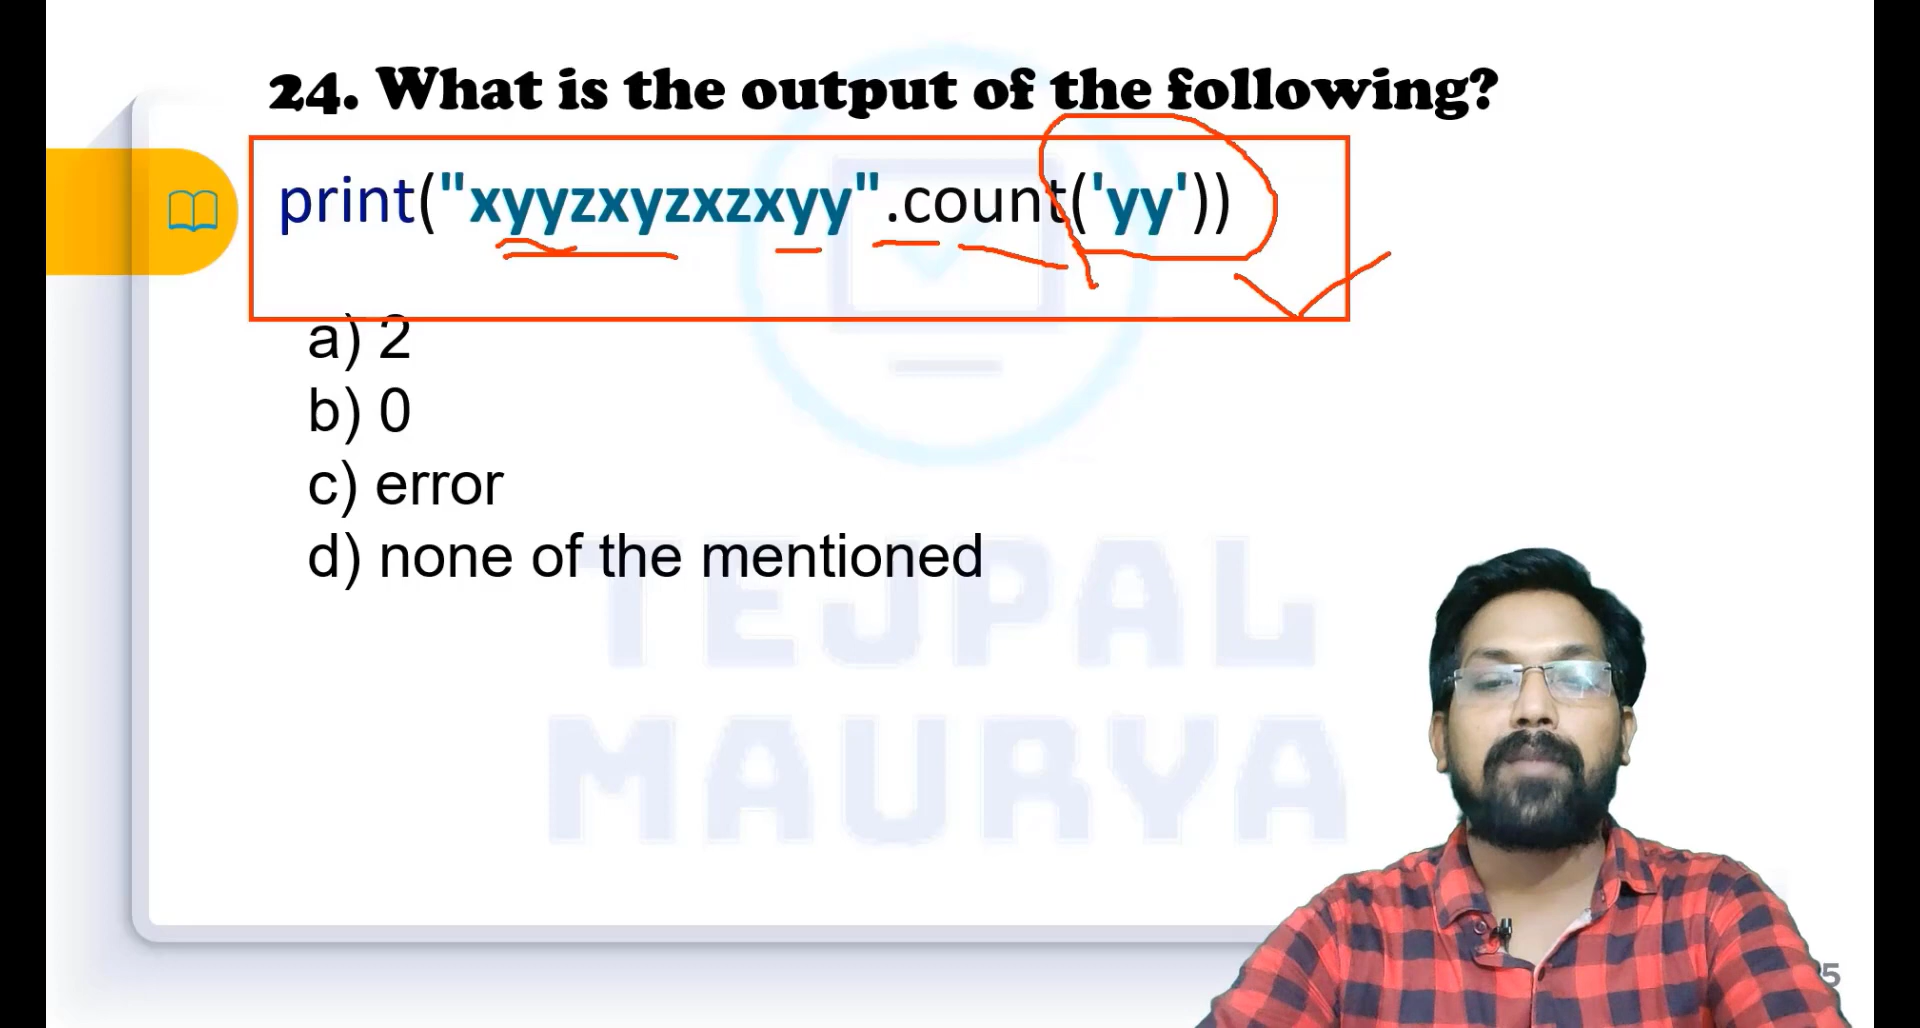 24. What is the output of the following?
print("xyyzxyzxzxyy".count('yy'))
a) 2
b) 0
c) error
d) none of the mentioned
TEJPAL
MAURYA
5